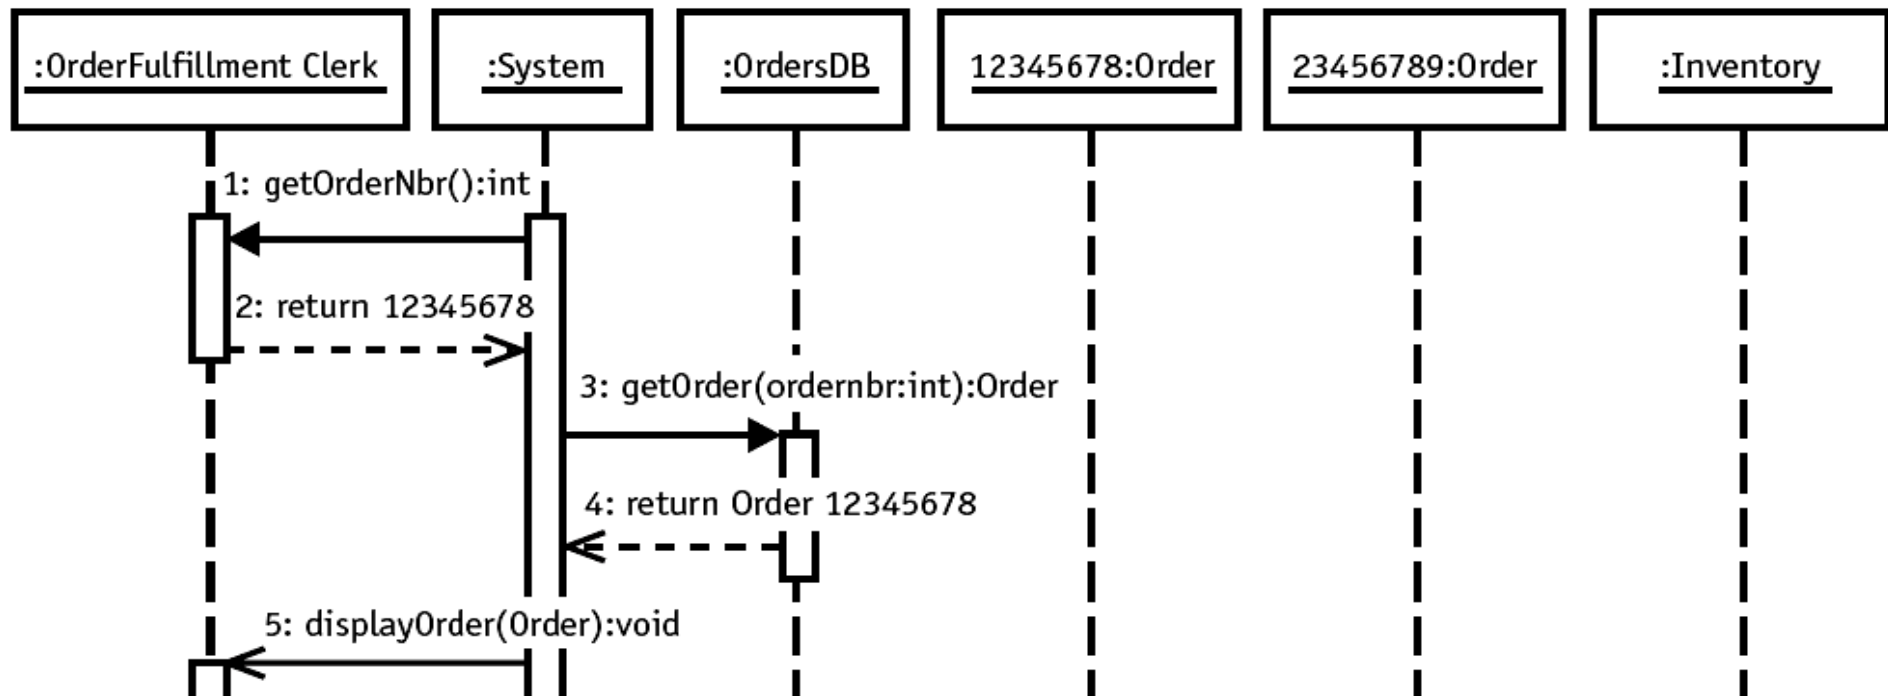 :OrderFulfillment Clerk
:System
:OrdersDB
12345678:Order
23456789:Order
:Inventory
1: getOrderNbr():int
2: return 12345678
3: getOrder(ordernbr:int):Order
4: return Order 12345678
5: displayOrder(Order):void